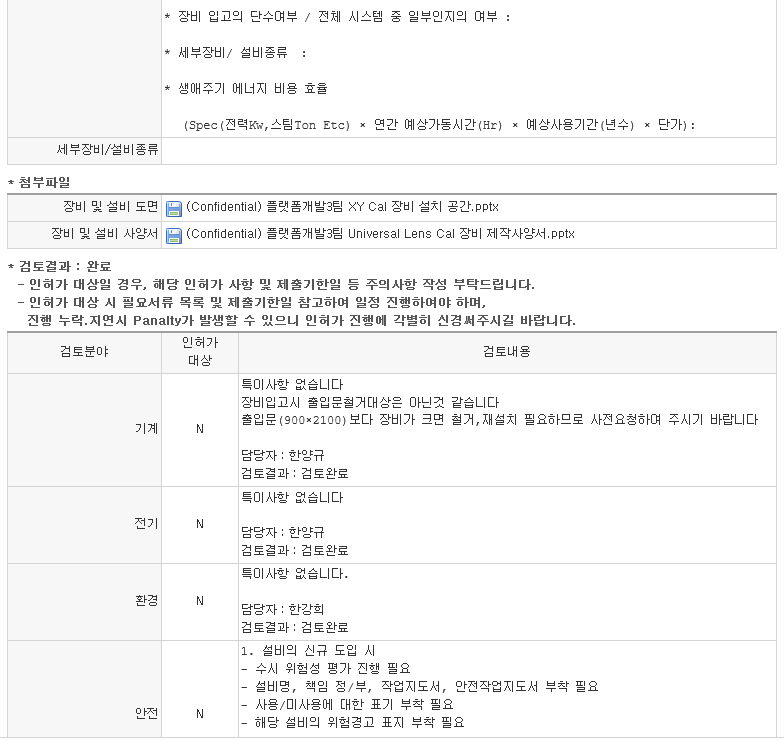 * 장비 입고의 단수여부 / 전체 시스템 중 일부인지의 여부 :
* 세부장비/ 설비종류  :
* 생애주기 에너지 비용 효율
(Spec(전력Kw,스팀Ton Etc) × 연간 예상가동시간(Hr) × 예상사용기간(년수) × 단가):
세부장비/설비종류
* 첨부파일
장비 및 설비 도면 (Confidential) 플랫폼개발3팀 XY Cal 장비 설치 공간.pptx
장비 및 설비 사양서 (Confidential) 플랫폼개발3팀 Universal Lens Cal 장비 제작사양서.pptx
* 검토결과 : 완료
- 인허가 대상일 경우, 해당 인허가 사항 및 제출기한일 등 주의사항 작성 부탁드립니다.
- 인허가 대상 시 필요서류 목록 및 제출기한일 참고하여 일정 진행하여야 하며,
진행 누락.지연시 Panalty가 발생할 수 있으니 인허가 진행에 각별히 신경써주시길 바랍니다.
검토분야 인허가 대상 검토내용
기계 N
특이사항 없습니다
장비입고시 출입문철거대상은 아닌것 같습니다
출입문(900×2100)보다 장비가 크면 철거,재설치 필요하므로 사전요청하여 주시기 바랍니다
담당자 : 한양규
검토결과 : 검토완료
전기 N
특이사항 없습니다
담당자 : 한양규
검토결과 : 검토완료
환경 N
특이사항 없습니다.
담당자 : 한강희
검토결과 : 검토완료
안전 N
1. 설비의 신규 도입 시
- 수시 위험성 평가 진행 필요
- 설비명, 책임 정/부, 작업지도서, 안전작업지도서 부착 필요
- 사용/미사용에 대한 표기 부착 필요
- 해당 설비의 위험경고 표지 부착 필요